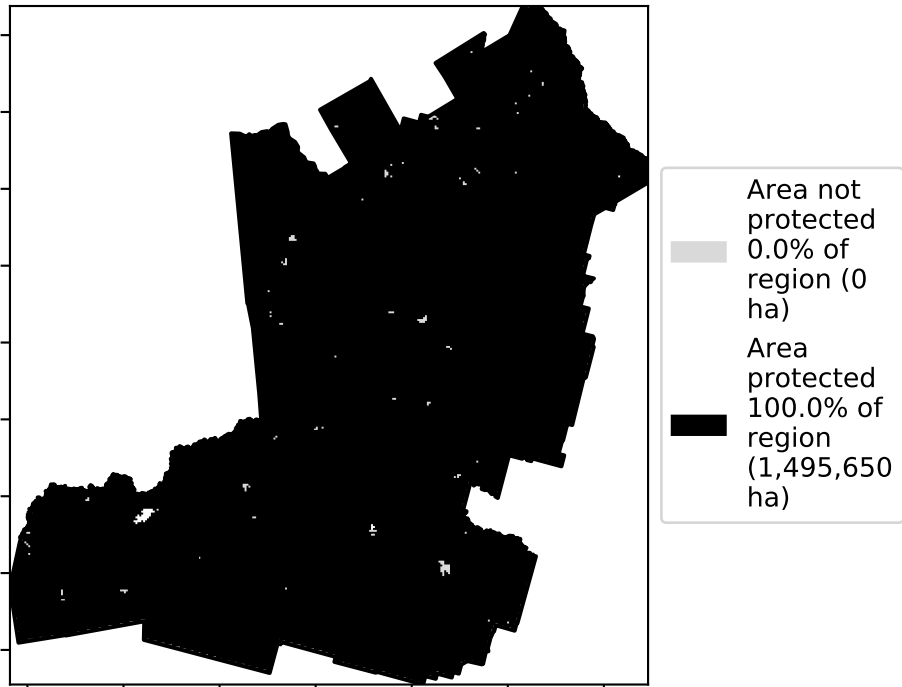 Area not
protected
0.0% of
region (0
ha)
Area
protected
100.0% of
region
(1,495,650
ha)